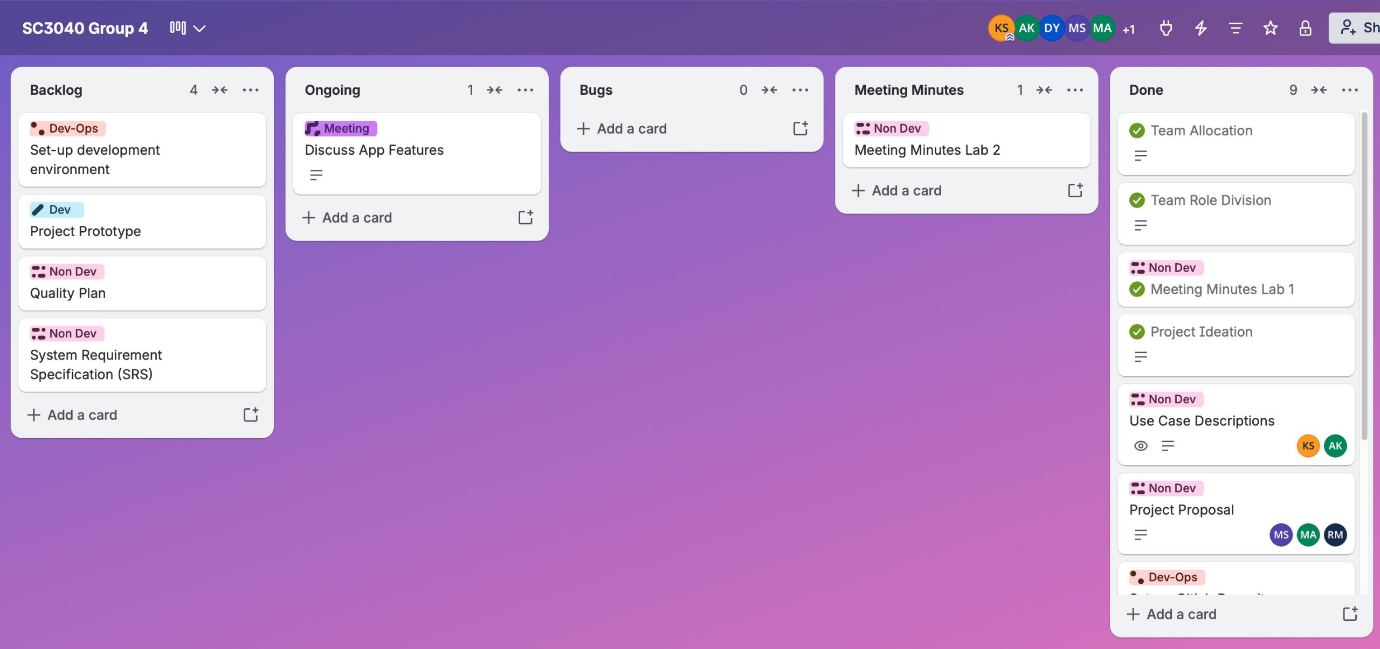 SC3040 Group 4
KS AK DY MS MA +1
Sh
Backlog 4
Dev-Ops
Set-up development
environment
Dev
Project Prototype
Non Dev
Quality Plan
Non Dev
System Requirement
Specification (SRS)
Add a card
Ongoing 1
Meeting
Discuss App Features
Add a card
Bugs 0
Add a card
Meeting Minutes 1
Non Dev
Meeting Minutes Lab 2
Add a card
Done 9
Team Allocation
Team Role Division
Non Dev
Meeting Minutes Lab 1
Project Ideation
Non Dev
Use Case Descriptions
KS AK
Non Dev
Project Proposal
MS MA RM
Dev-Ops
Add a card